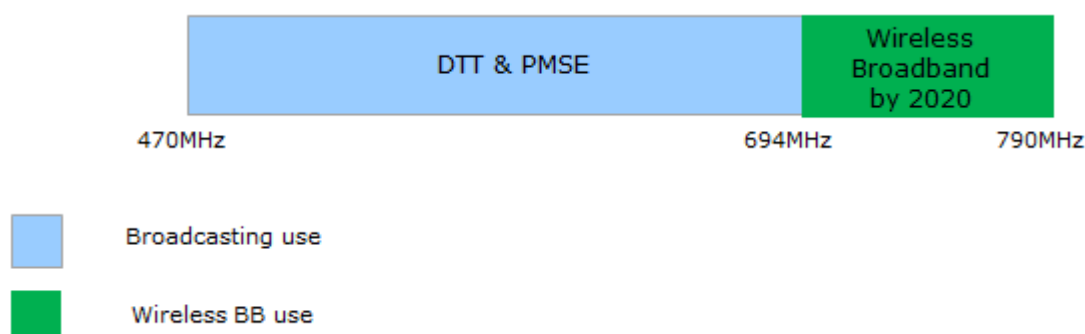 DTT & PMSE
Wireless
Broadband
by 2020
470MHz
694MHz
790MHz
Broadcasting use
Wireless BB use